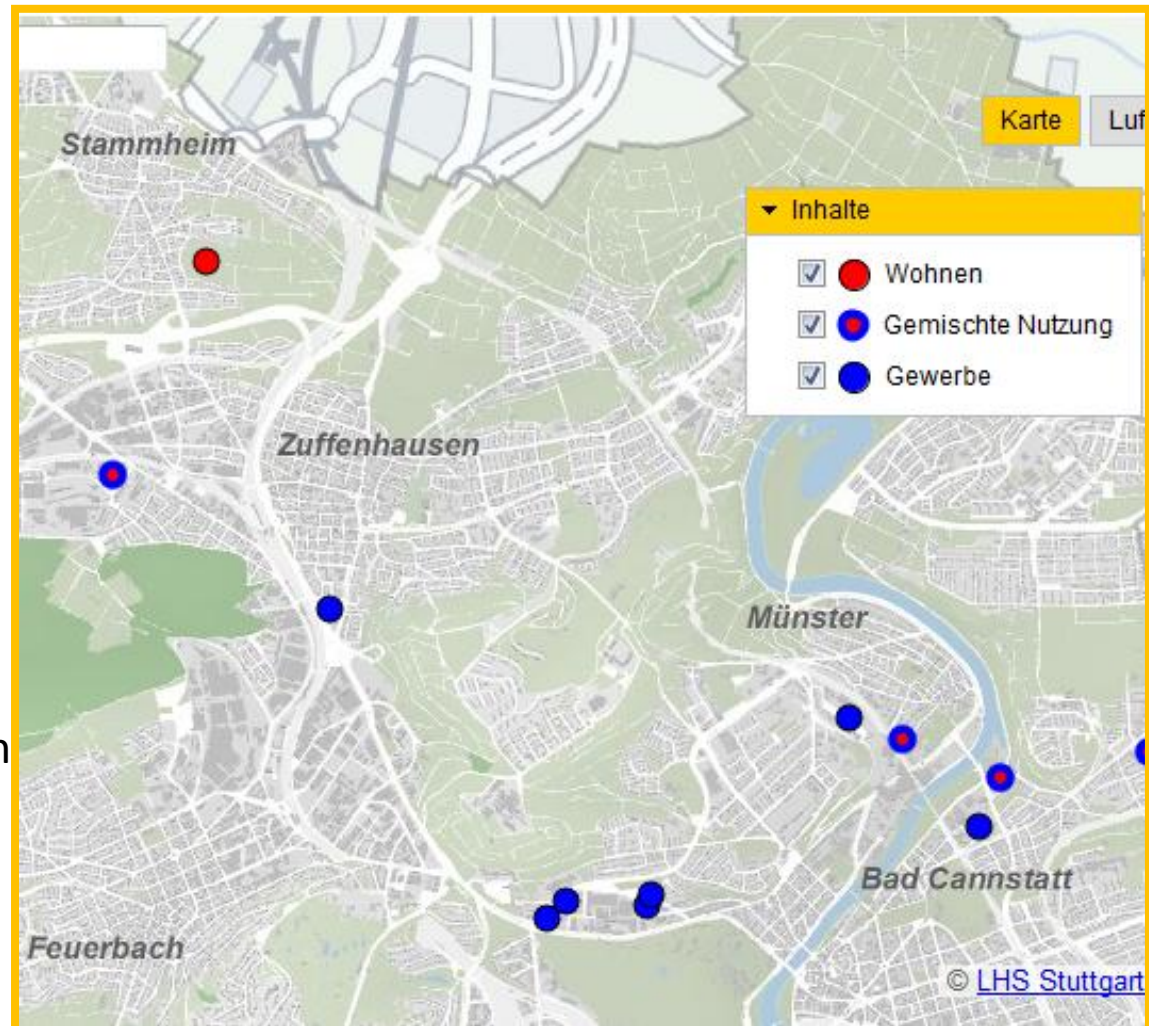 Stammheim
Karte
Luf
Inhalte
Wohnen
Gemischte Nutzung
Gewerbe
Zuffenhausen
Münster
n
Bad Cannstatt
Feuerbach
© LHS Stuttgart